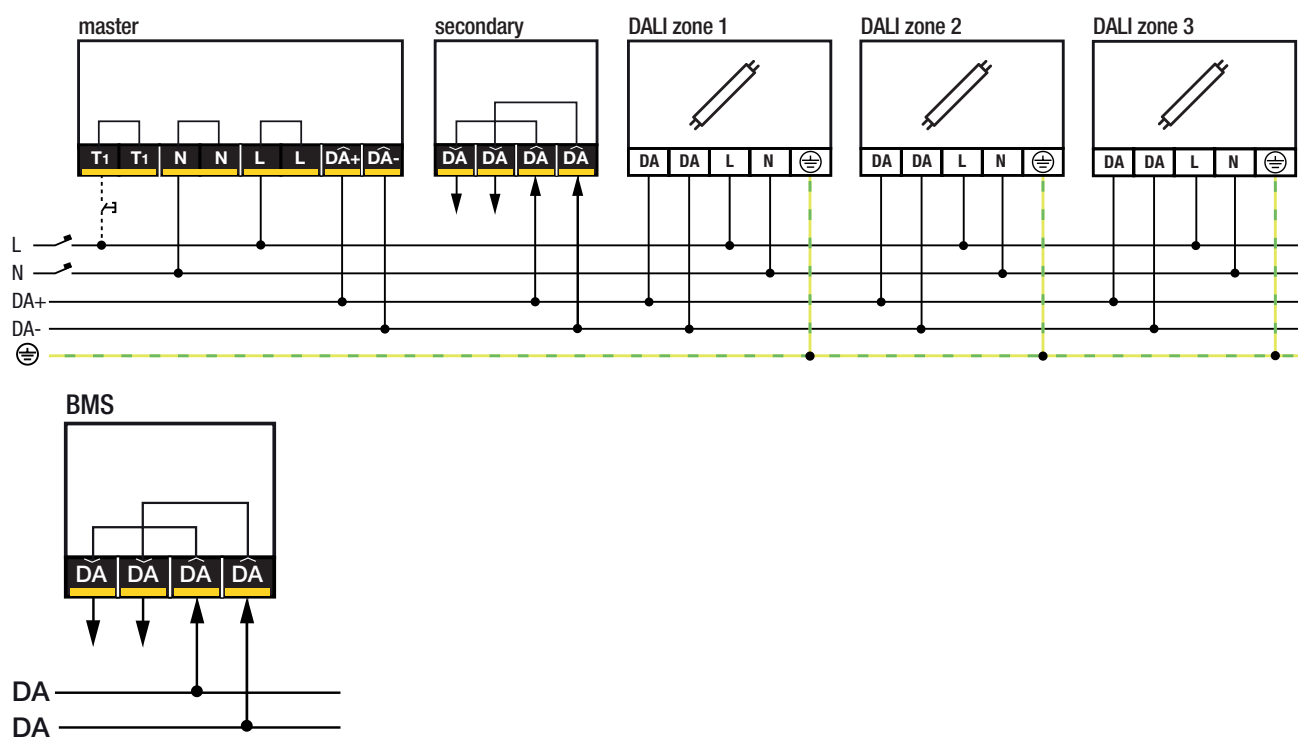 master secondary DALI zone 1 DALI zone 2 DALI zone 3
T1 T1 N N L L DA+ DA- DA DA DA DA DA DA L N DA DA L N DA DA L N
L
N
DA+
DA-
BMS
DA DA DA DA
DA
DA